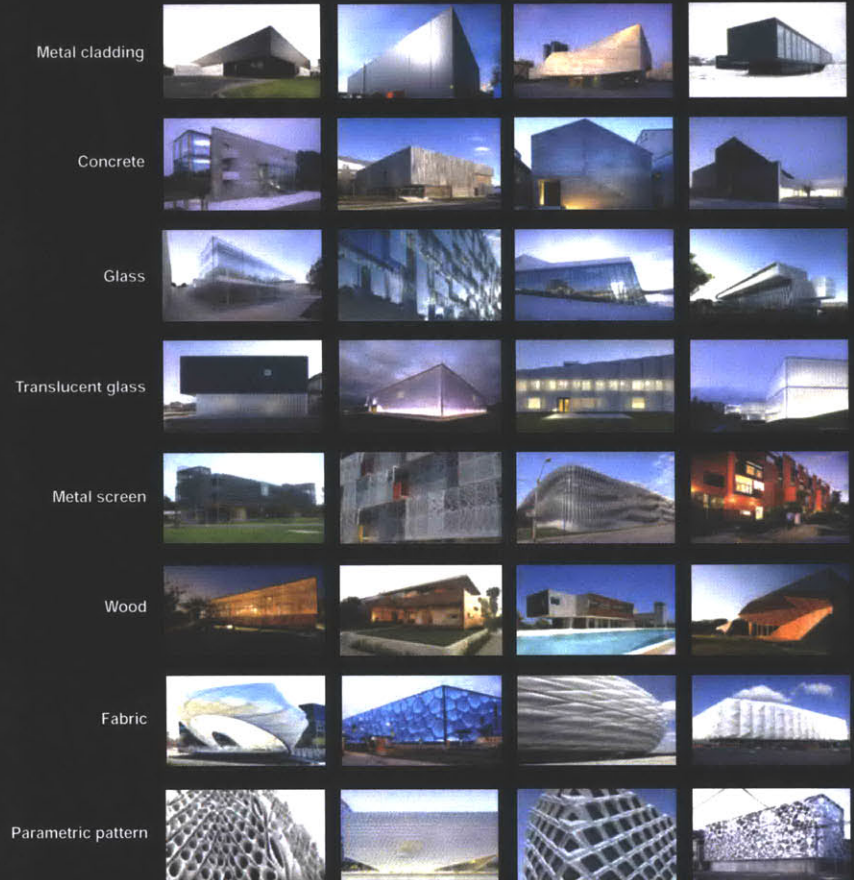 Metal cladding
Concrete
Glass
Translucent glass
Metal screen
Wood
Fabric
Parametric pattern